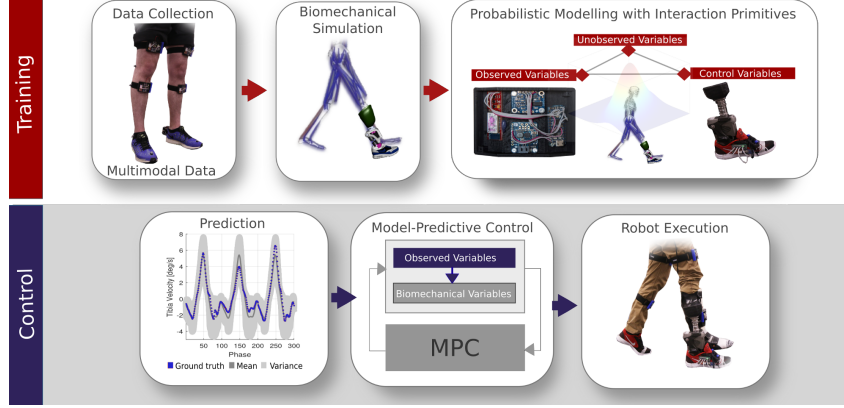 Training
Data Collection
Multimodal Data
Biomechanical
Simulation
Probabilistic Modelling with Interaction Primitives
Unobserved Variables
Observed Variables
Control Variables
Control
Prediction
Tibia Velocity [deg/s]
8
6
4
2
0
-2
-4
50 100 150 200 250 300
Phase
Ground truth Mean Variance
Model-Predictive Control
Observed Variables
Biomechanical Variables
MPC
Robot Execution